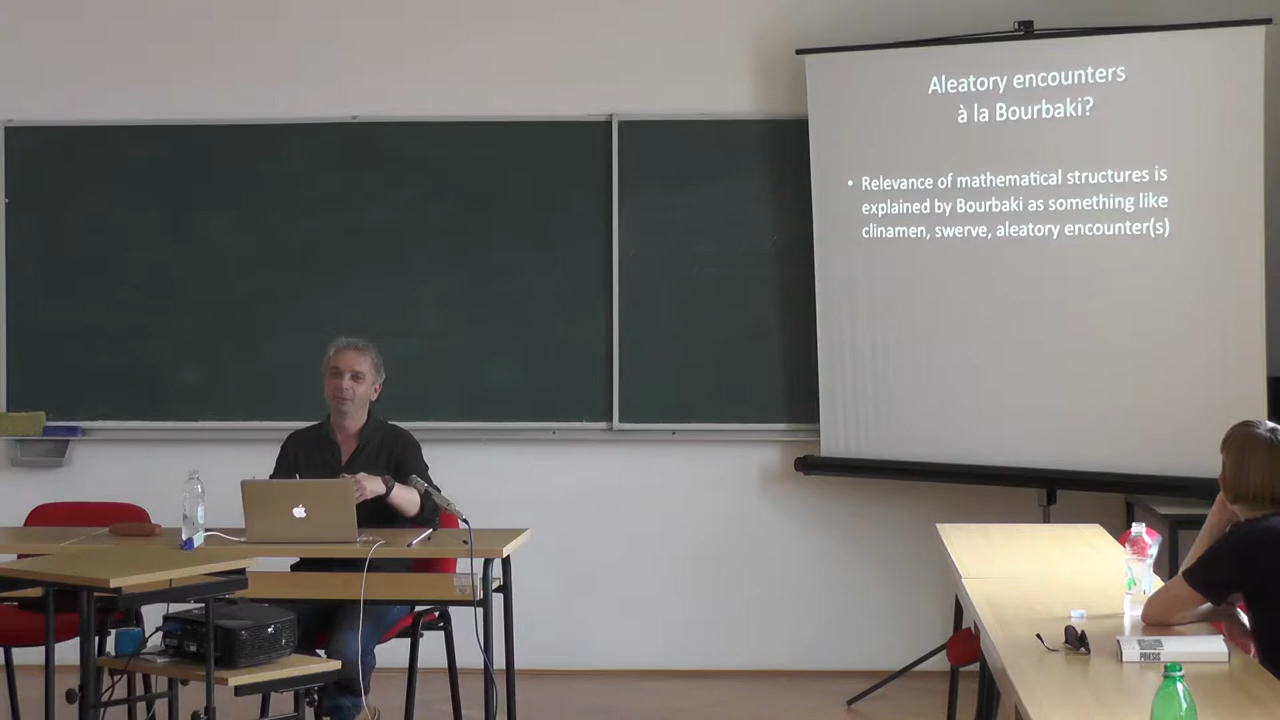 Aleatory encounters
à la Bourbaki?
• Relevance of mathematical structures is
explained by Bourbaki as something like
clinamen, swerve, aleatory encounter(s)